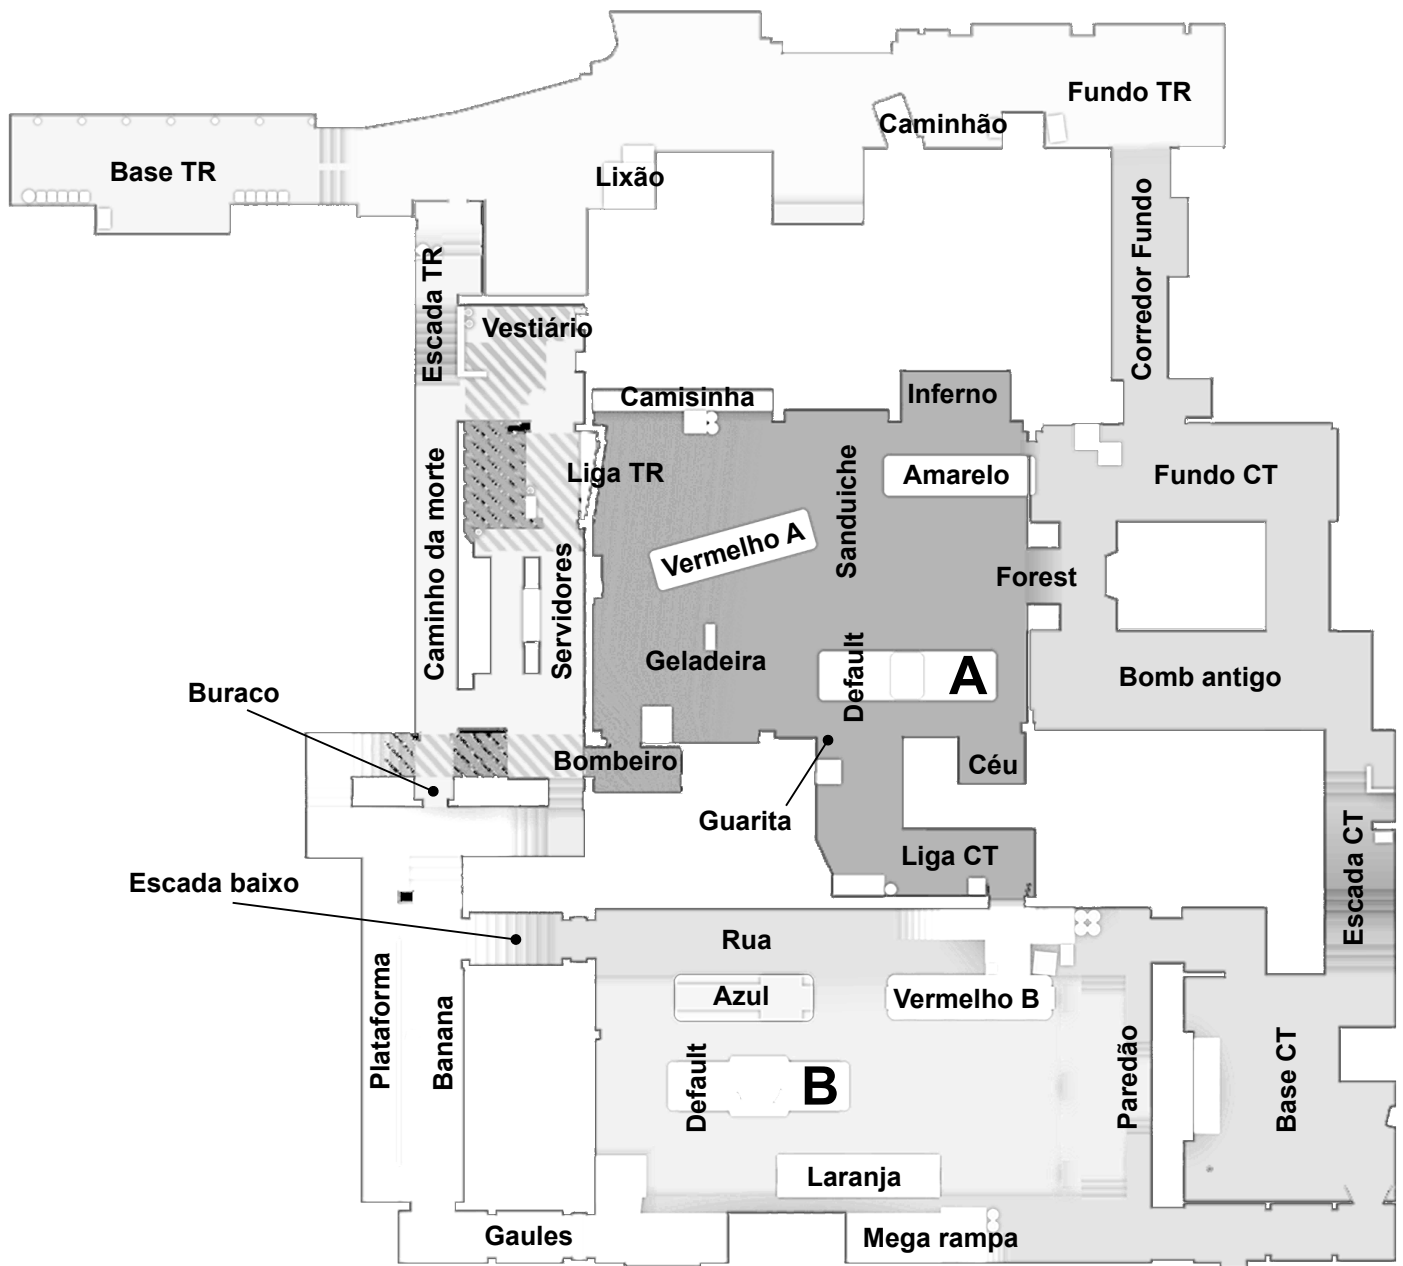 Fundo TR
Caminhão
Base TR
Lixão
Corredor Fundo
Escada TR
Vestiário
Camisinha
Inferno
Liga TR
Sanduiche
Amarelo
Fundo CT
Caminho da morte
Servidores
Vermelho A
Forest
Geladeira
Default
A
Bomb antigo
Buraco
Bombeiro
Céu
Guarita
Liga CT
Escada CT
Escada baixo
Rua
Plataforma
Banana
Azul
Vermelho B
Default
B
Paredão
Base CT
Laranja
Gaules
Mega rampa